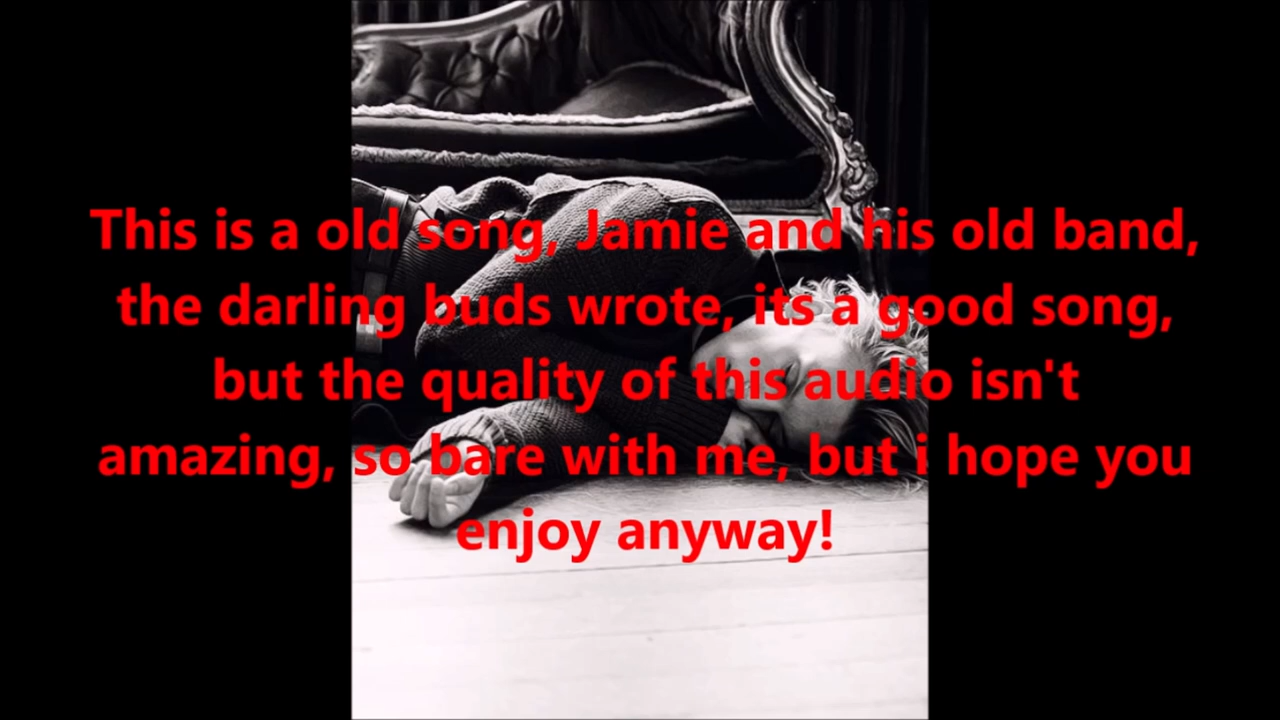 This is a old song, Jamie and his old band,
the darling buds wrote, its a good song,
but the quality of this audio isn't
amazing, so bare with me, but i hope you
enjoy anyway!